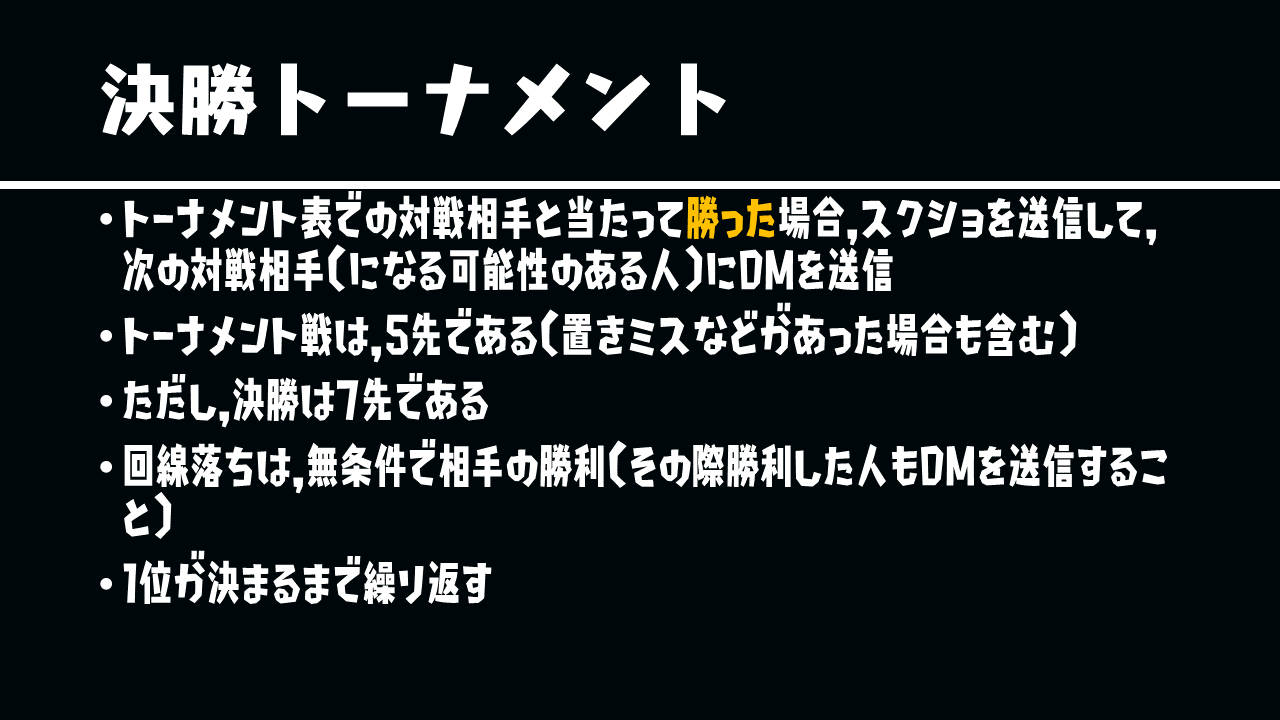 決勝トーナメント
•トーナメント表での対戦相手と当たって勝った場合,スクショを送信して,
次の対戦相手(になる可能性のある人)にDMを送信
•トーナメント戦は,5先である(置きミスなどがあった場合も含む)
•ただし,決勝は7先である
•回線落ちは,無条件で相手の勝利(その際勝利した人もDMを送信するこ
と)
•1位が決まるまで繰り返す